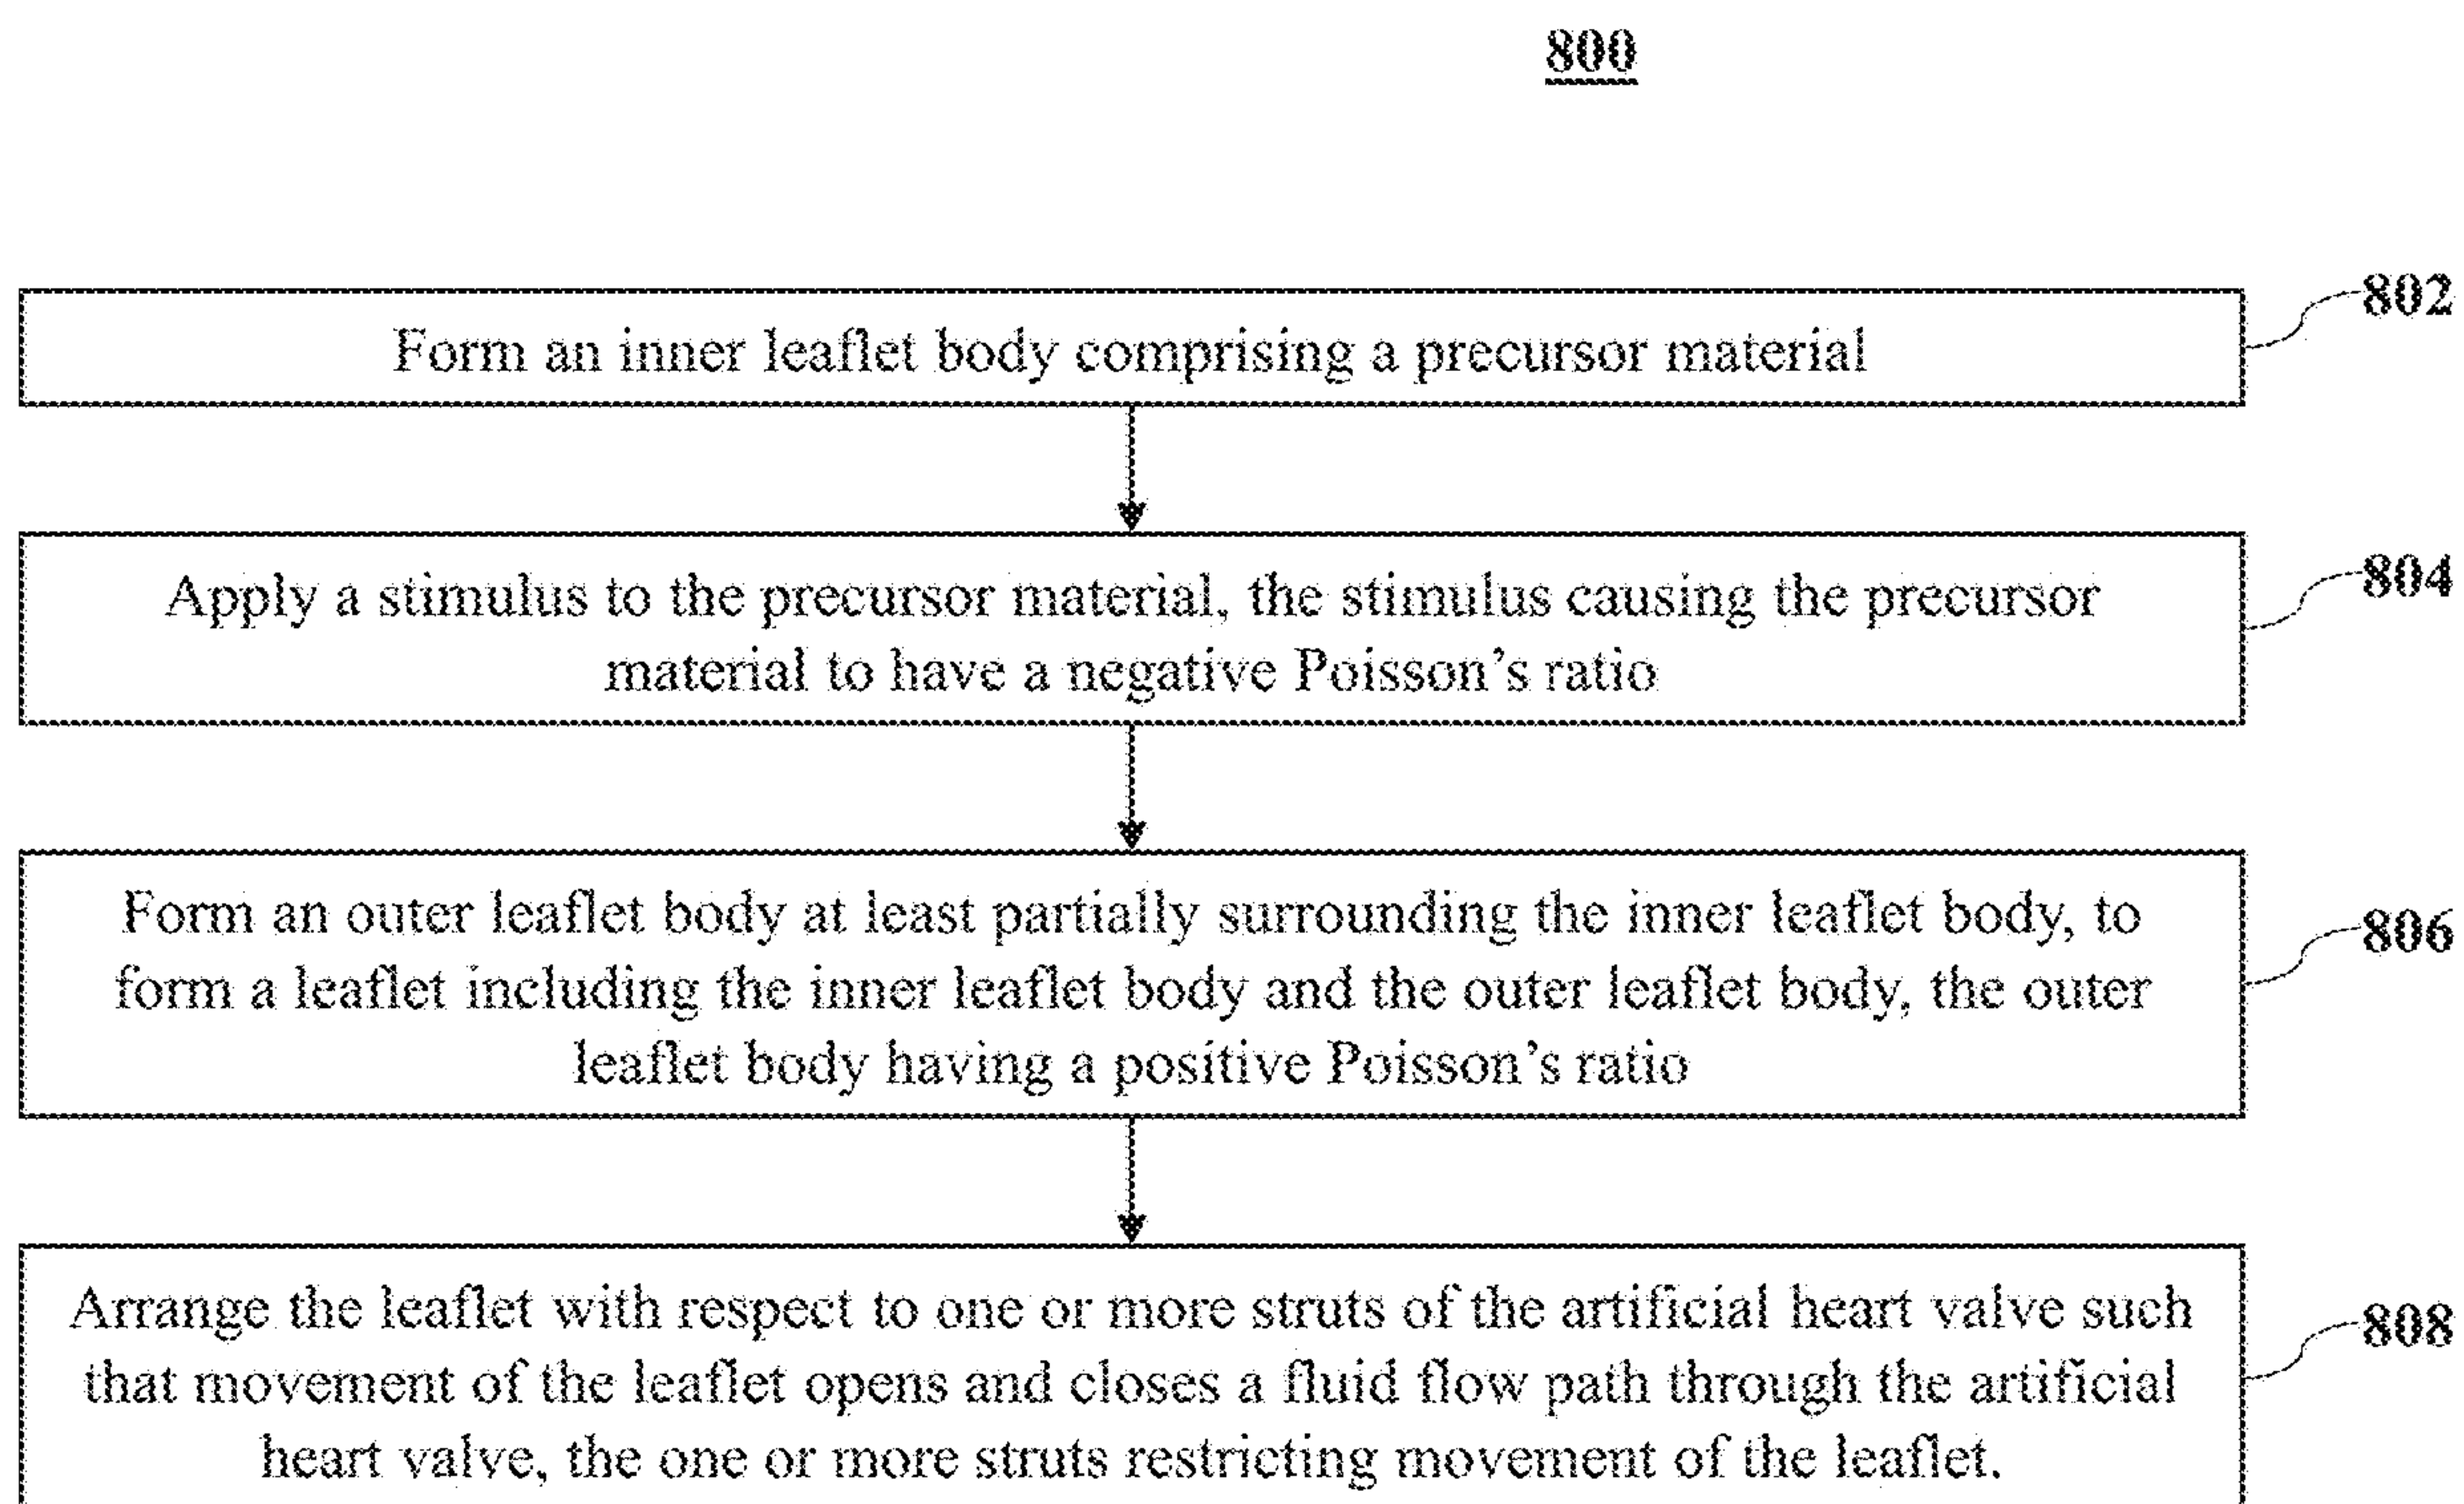 800
802
Form an inner leaflet body comprising a precursor material
804
Apply a stimulus to the precursor material, the stimulus causing the precursor
material to have a negative Poisson's ratio
806
Form an outer leaflet body at least partially surrounding the inner leaflet body, to
form a leaflet including the inner leaflet body and the outer leaflet body, the outer
leaflet body having a positive Poisson's ratio
808
Arrange the leaflet with respect to one or more struts of the artificial heart valve such
that movement of the leaflet opens and closes a fluid flow path through the artificial
heart valve, the one or more struts restricting movement of the leaflet.